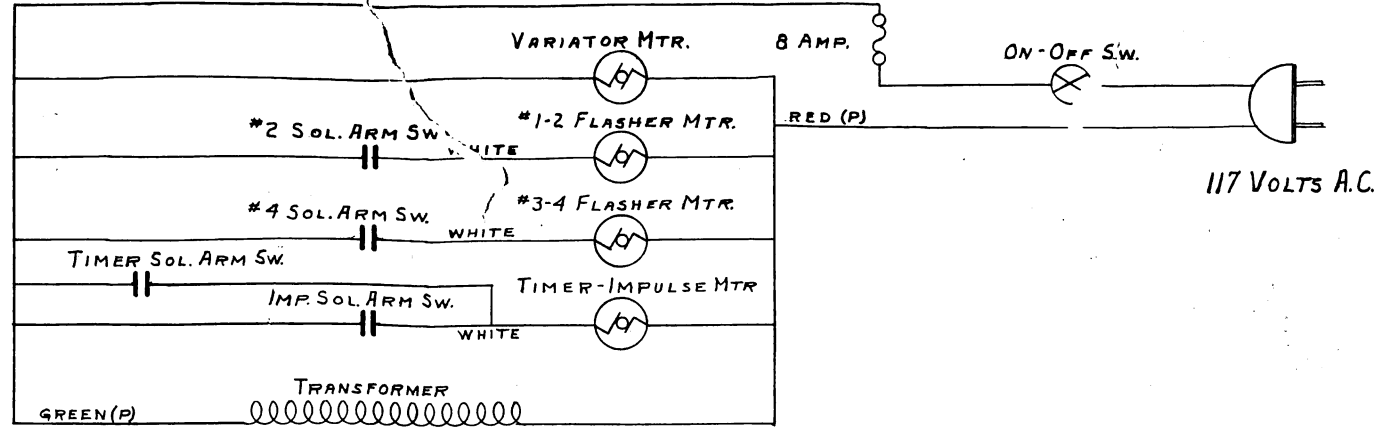 VARIATOR MTR.
8 AMP.
ON-OFF SW.
#2 SOL. ARM SW
WHITE
#1-2 FLASHER MTR.
RED (P)
117 VOLTS A.C.
#4 SOL. ARM SW.
WHITE
#3-4 FLASHER MTR.
TIMER SOL. ARM SW.
IMP. SOL. ARM SW.
WHITE
TIMER-IMPULSE MTR
TRANSFORMER
GREEN (P)